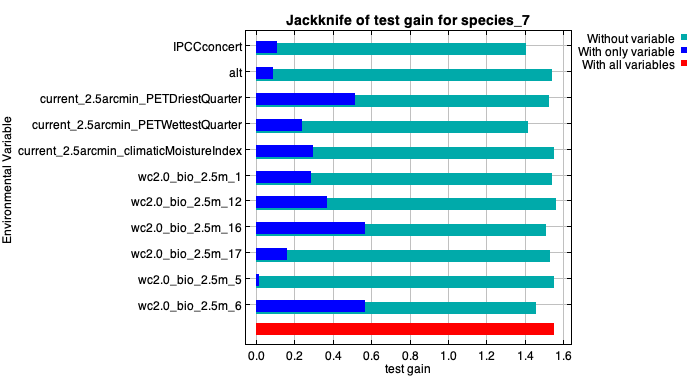 Jackknife of test gain for species_7
Without variable
With only variable
With all variables
Environmental Variable
IPCCconcert
alt
current_2.5arcmin_PETDriestQuarter
current_2.5arcmin_PETWettestQuarter
current_2.5arcmin_climaticMoistureIndex
wc2.0_bio_2.5m_1
wc2.0_bio_2.5m_12
wc2.0_bio_2.5m_16
wc2.0_bio_2.5m_17
wc2.0_bio_2.5m_5
wc2.0_bio_2.5m_6
0.0 0.2 0.4 0.6 0.8 1.0 1.2 1.4 1.6
test gain